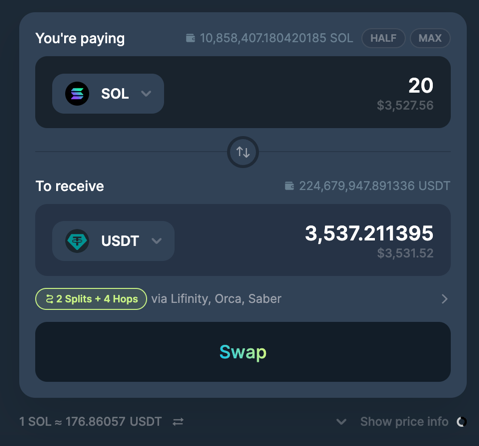 You're paying
10,858,407.180420185 SOL
HALF
MAX
SOL
20
$3,527.56
To receive
224,679,947.891336 USDT
USDT
3,537.211395
$3,531.52
2 Splits + 4 Hops via Lifinity, Orca, Saber
Swap
1 SOL ≈ 176.86057 USDT
Show price info